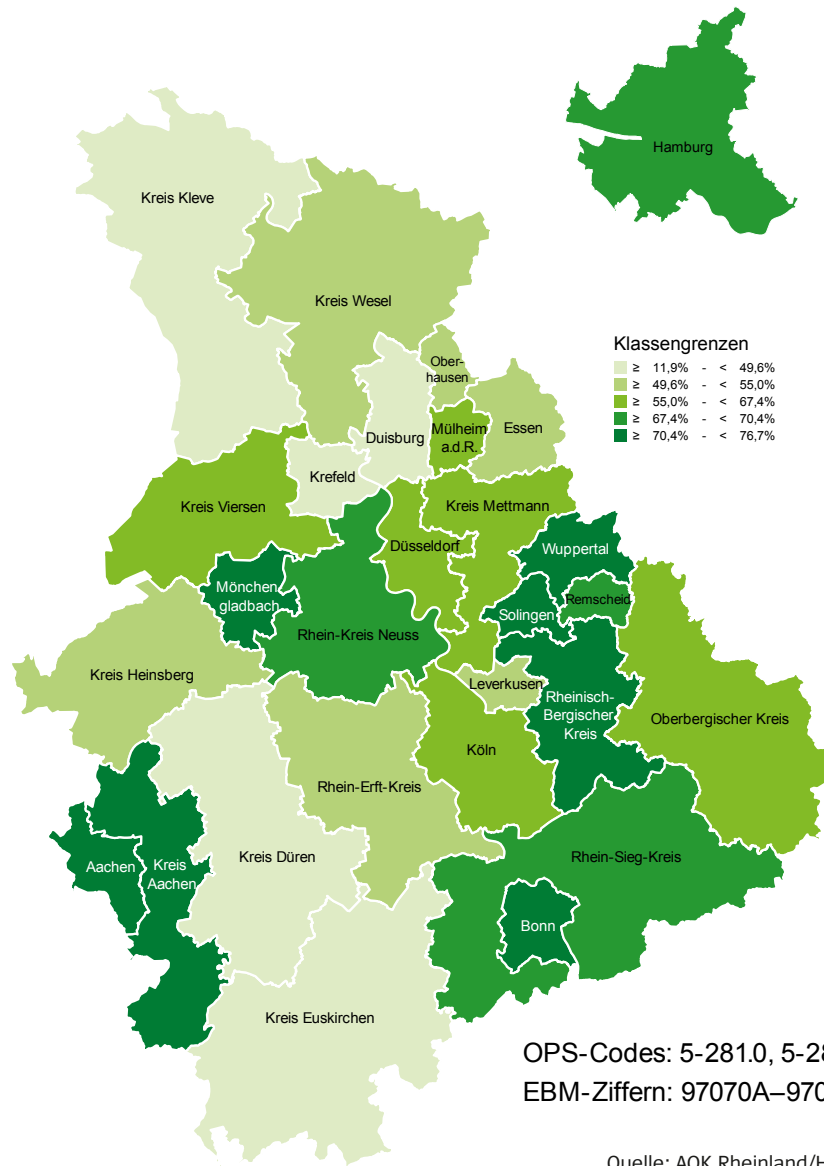 Hamburg
Kreis Kleve
Kreis Wesel
Klassengrenzen
≥ 11,9% - < 49,6%
≥ 49,6% - < 55,0%
≥ 55,0% - < 67,4%
≥ 67,4% - < 70,4%
≥ 70,4% - < 76,7%
Ober-
hausen
Essen
Mülheim
a.d.R.
Duisburg
Krefeld
Kreis Viersen
Kreis Mettmann
Düsseldorf
Wuppertal
Mönchen
gladbach
Remscheid
Solingen
Rhein-Kreis Neuss
Kreis Heinsberg
Leverkusen
Rheinisch-
Bergischer
Kreis
Oberbergischer Kreis
Köln
Rhein-Erft-Kreis
Kreis Düren
Rhein-Sieg-Kreis
Aachen
Kreis
Aachen
Bonn
Kreis Euskirchen
OPS-Codes: 5-281.0, 5-28
EBM-Ziffern: 97070A–970
Quelle: AOK Rheinland/H